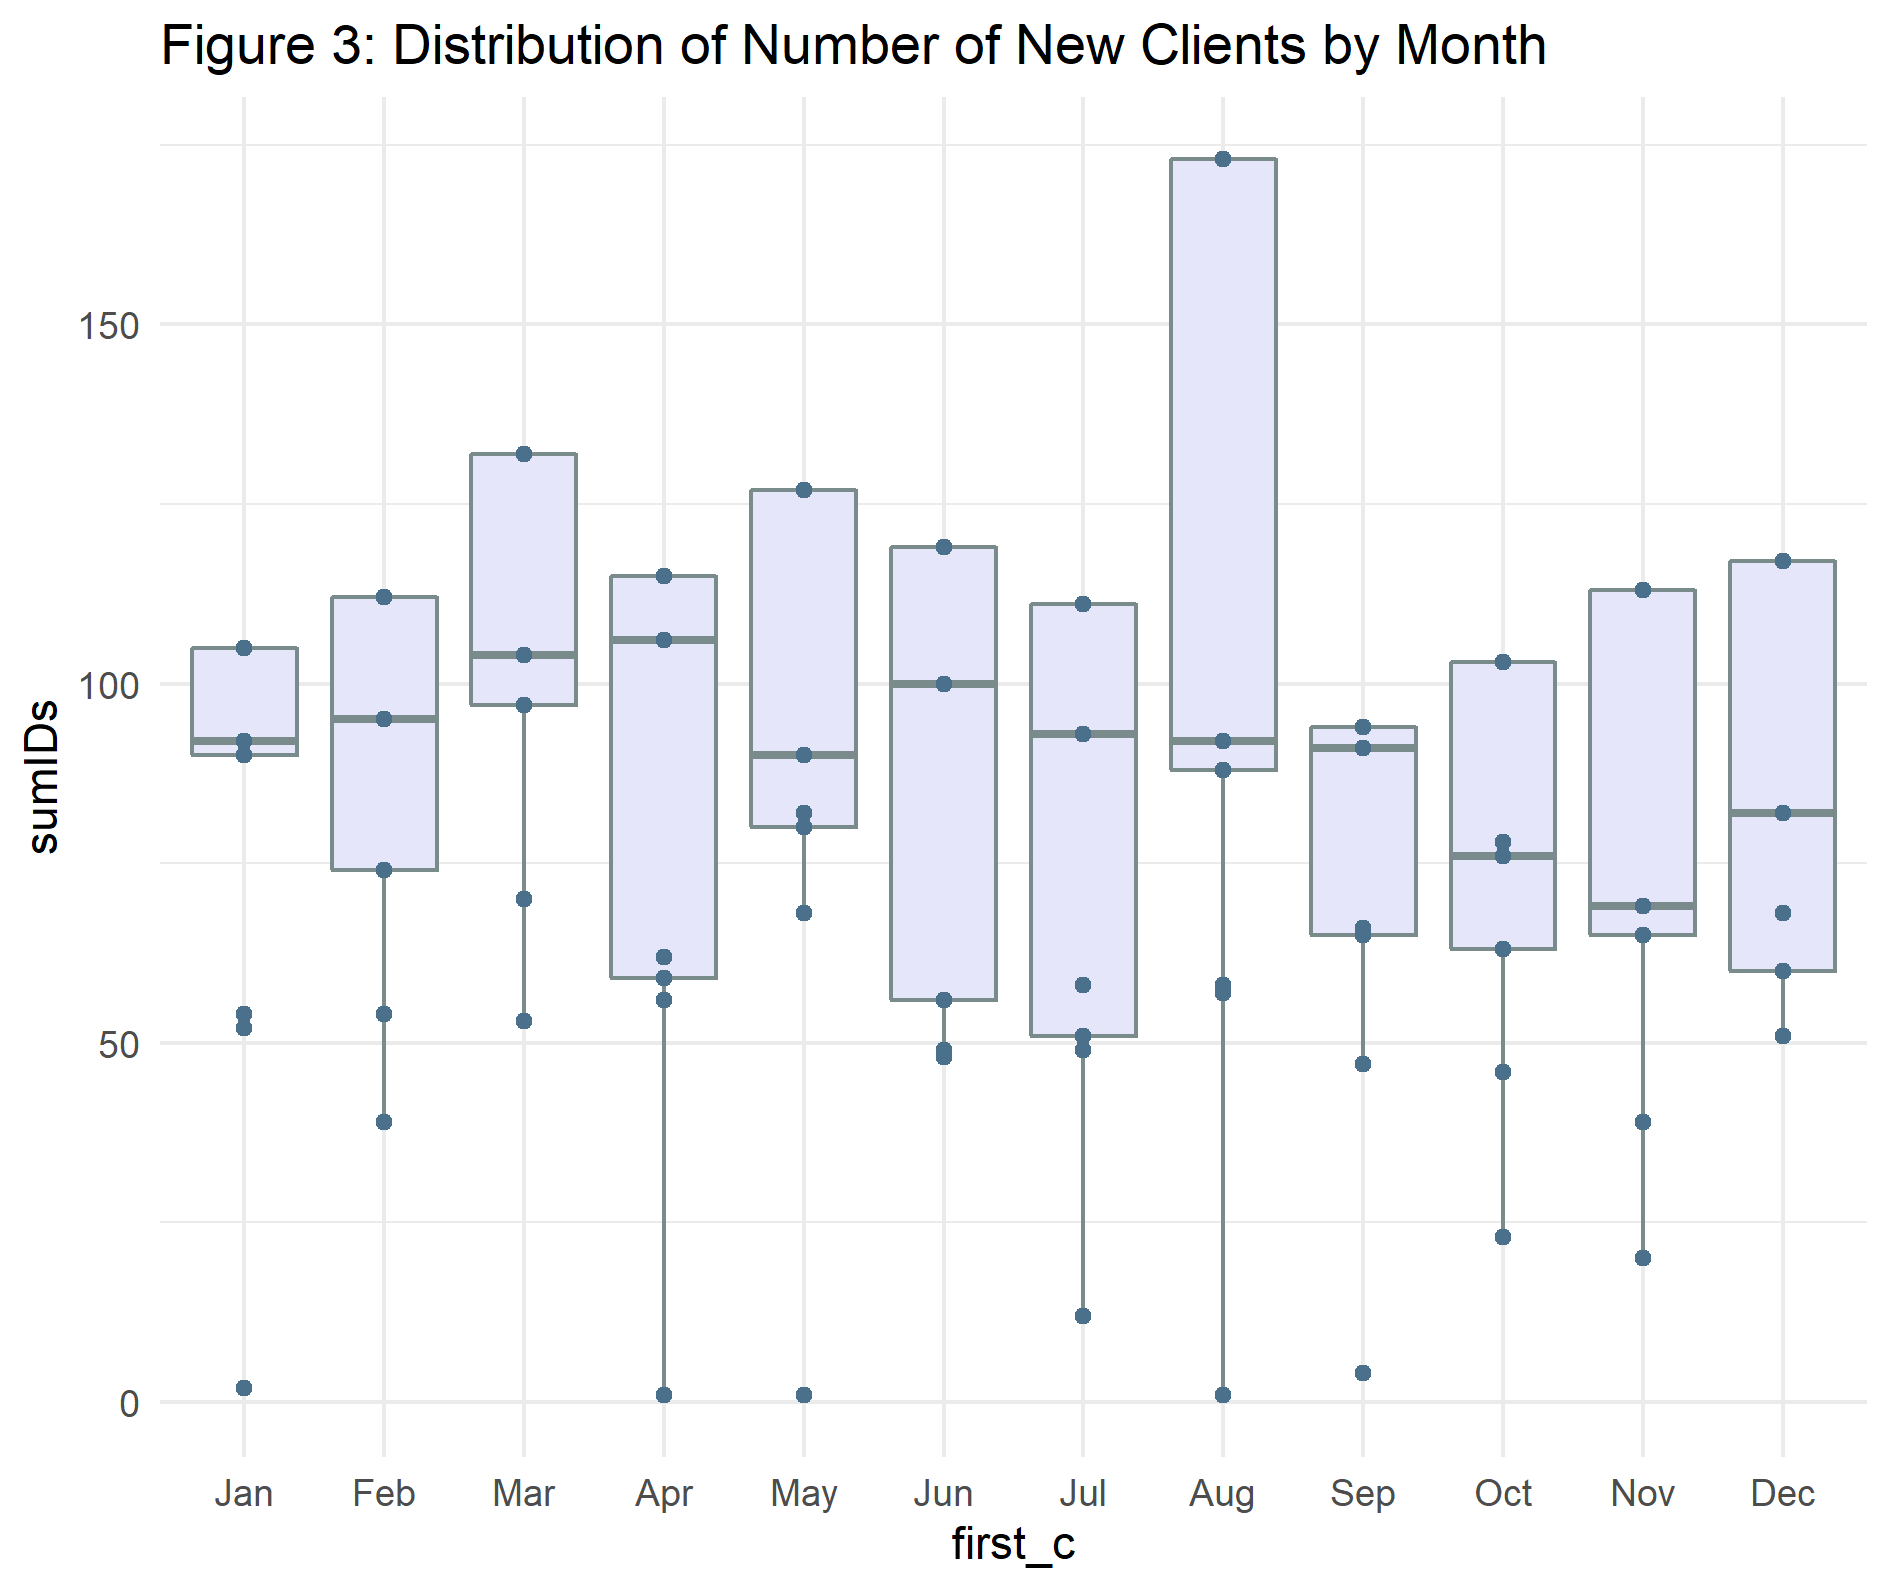 Figure 3: Distribution of Number of New Clients by Month
sumIDs
150
100
50
0
Jan Feb Mar Apr May Jun Jul Aug Sep Oct Nov Dec
first_c